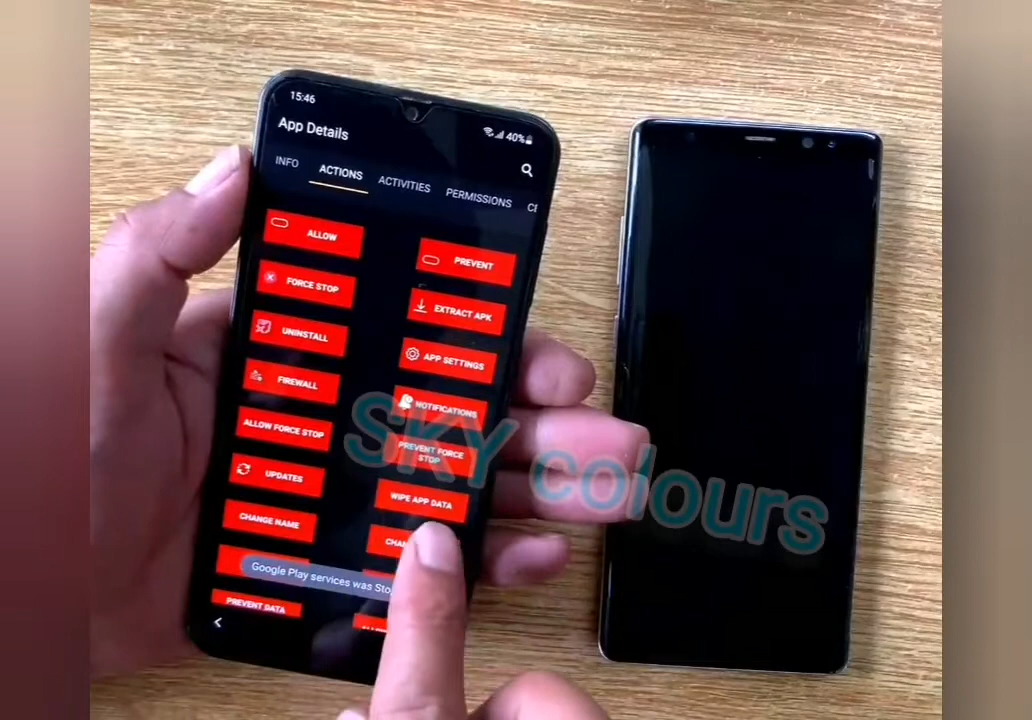 15:46
40%
App Details
INFO ACTIONS ACTIVITIES PERMISSIONS
ALLOW
PREVENT
FORCE STOP
EXTRACT APK
UNINSTALL
APP SETTINGS
FIREWALL
NOTIFICATIONS
ALLOW FORCE STOP
PREVENT FORCE
STOP
UPDATES
WIPE APP DATA
CHANGE NAME
Google Play services was
PREVENT DATA
SKY colours